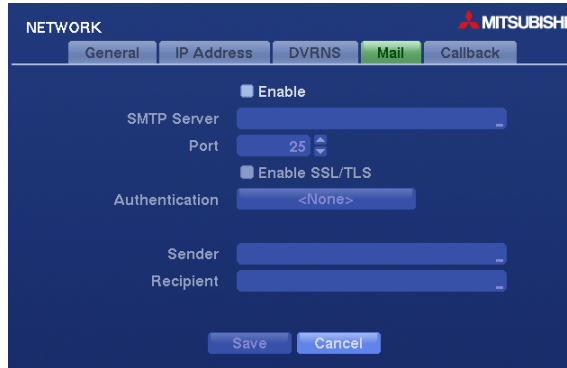 NETWORK
MITSUBISHI
General IP Address DVRNS Mail Callback
Enable
SMTP Server
Port 25
Enable SSL/TLS
Authentication <None>
Sender
Recipient
Save Cancel